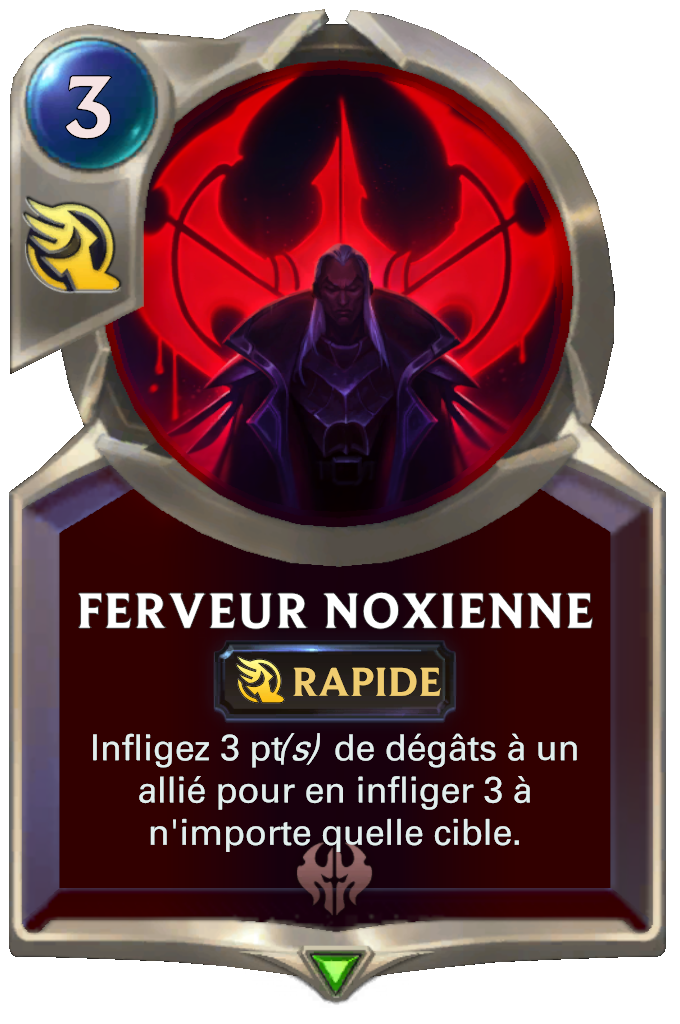 3
FERVEUR NOXIENNE
RAPIDE
Infligez 3 pt(s) de dégâts à un
allié pour en infliger 3 à
n'importe quelle cible.